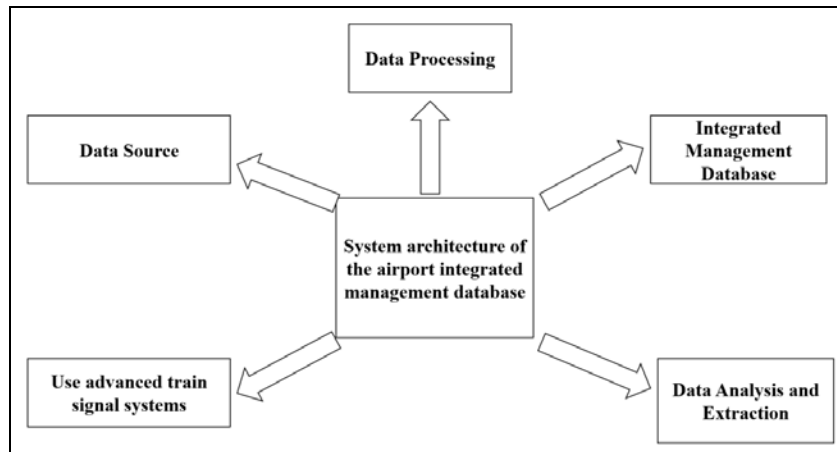 Data Processing
Data Source
Integrated
Management
Database
System architecture of
the airport integrated
management database
Use advanced train
signal systems
Data Analysis and
Extraction